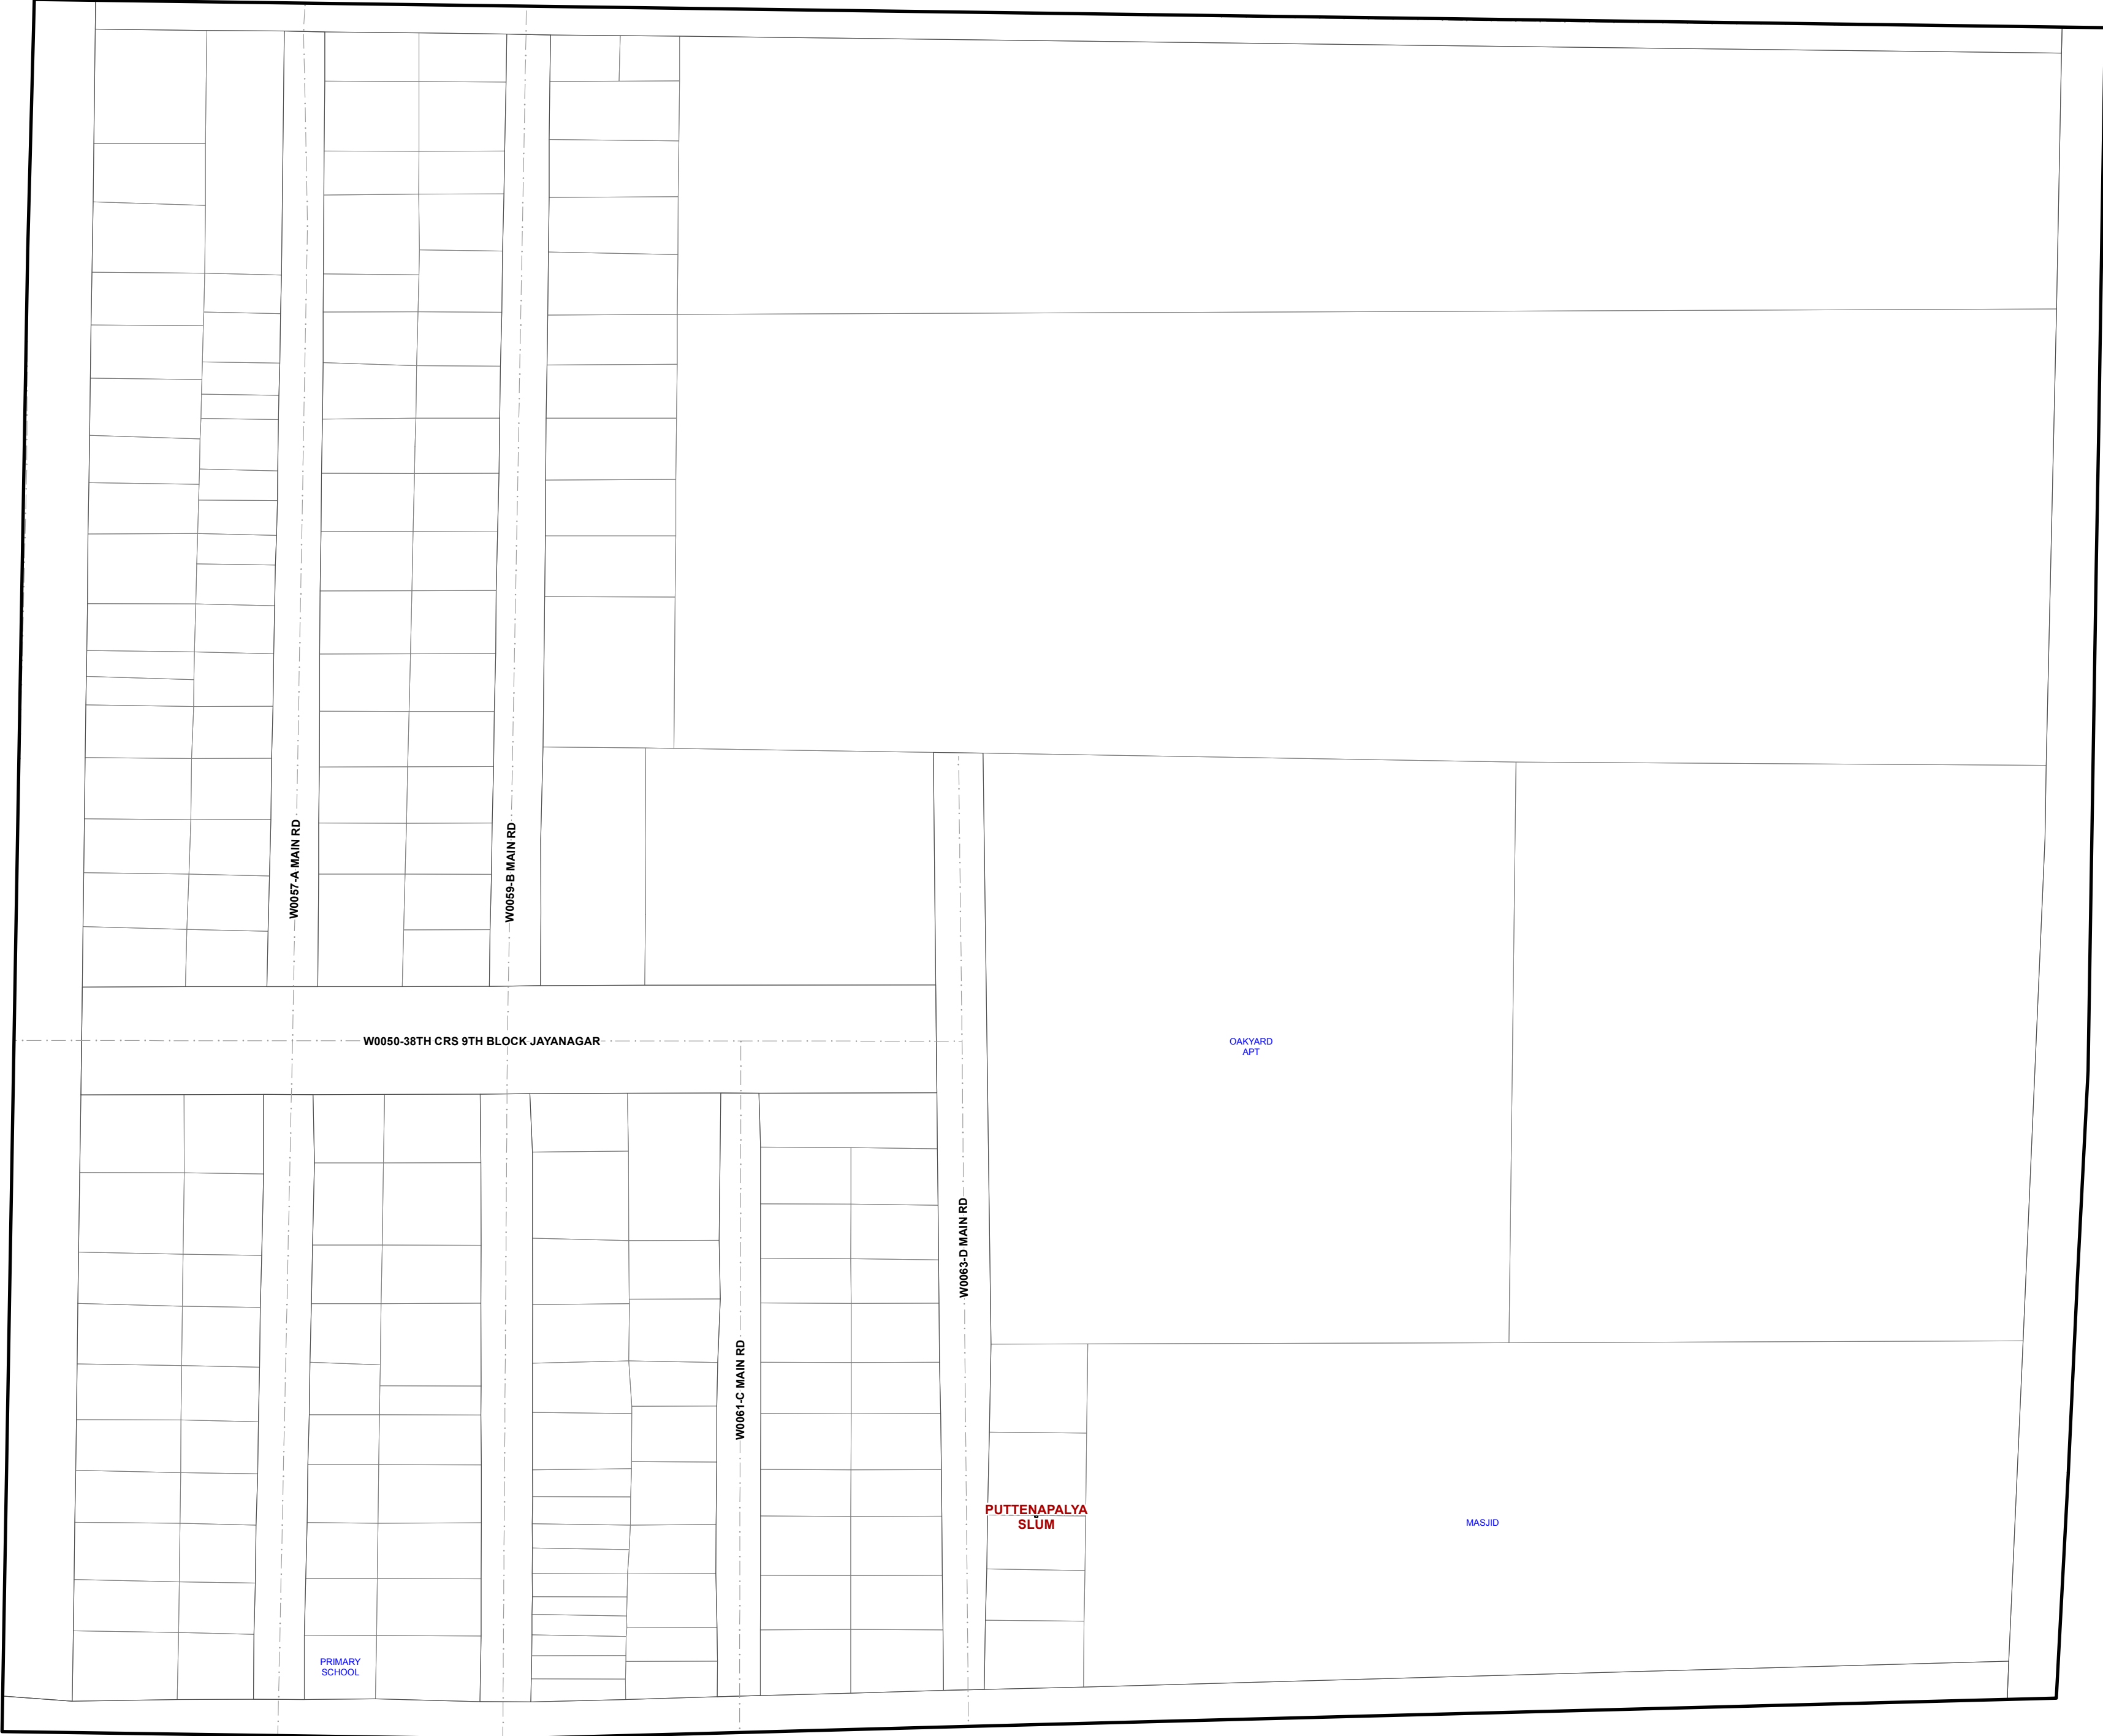 W0057-A MAIN RD
W0059-B MAIN RD
W0050-38TH CRS 9TH BLOCK JAYANAGAR
OAKYARD
APT
W0063-D MAIN RD
W0061-C MAIN RD
PUTTENAPALYA
SLUM
MASJID
PRIMARY
SCHOOL